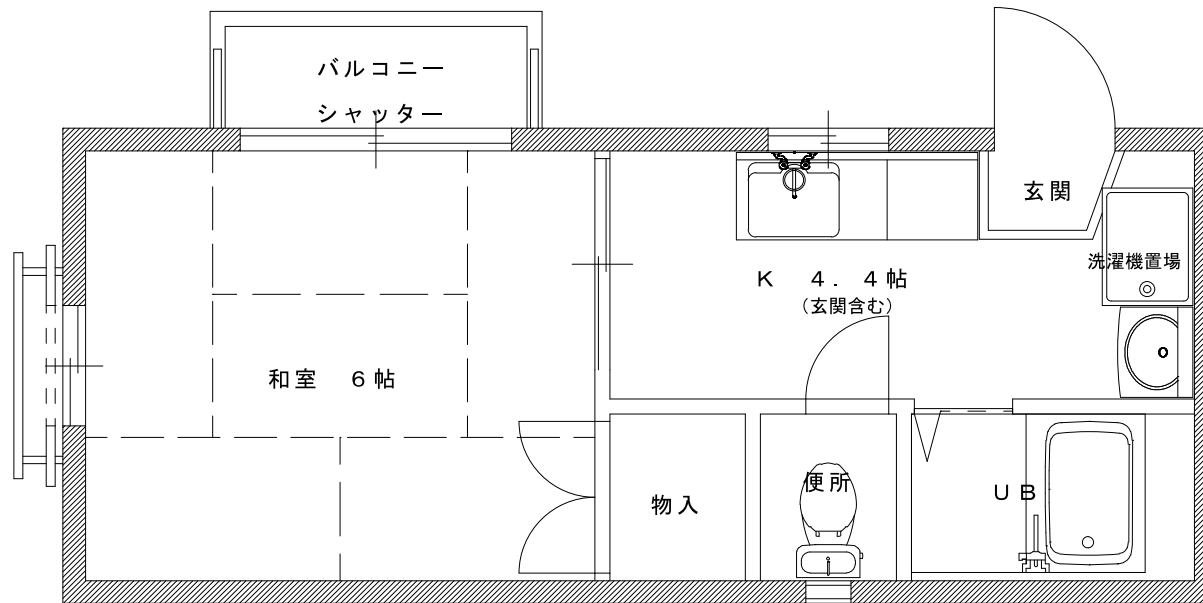 バルコニー
シャッター
玄関
洗濯機置場
K 4.4帖
(玄関含む)
和室 6帖
物入
便所
UB